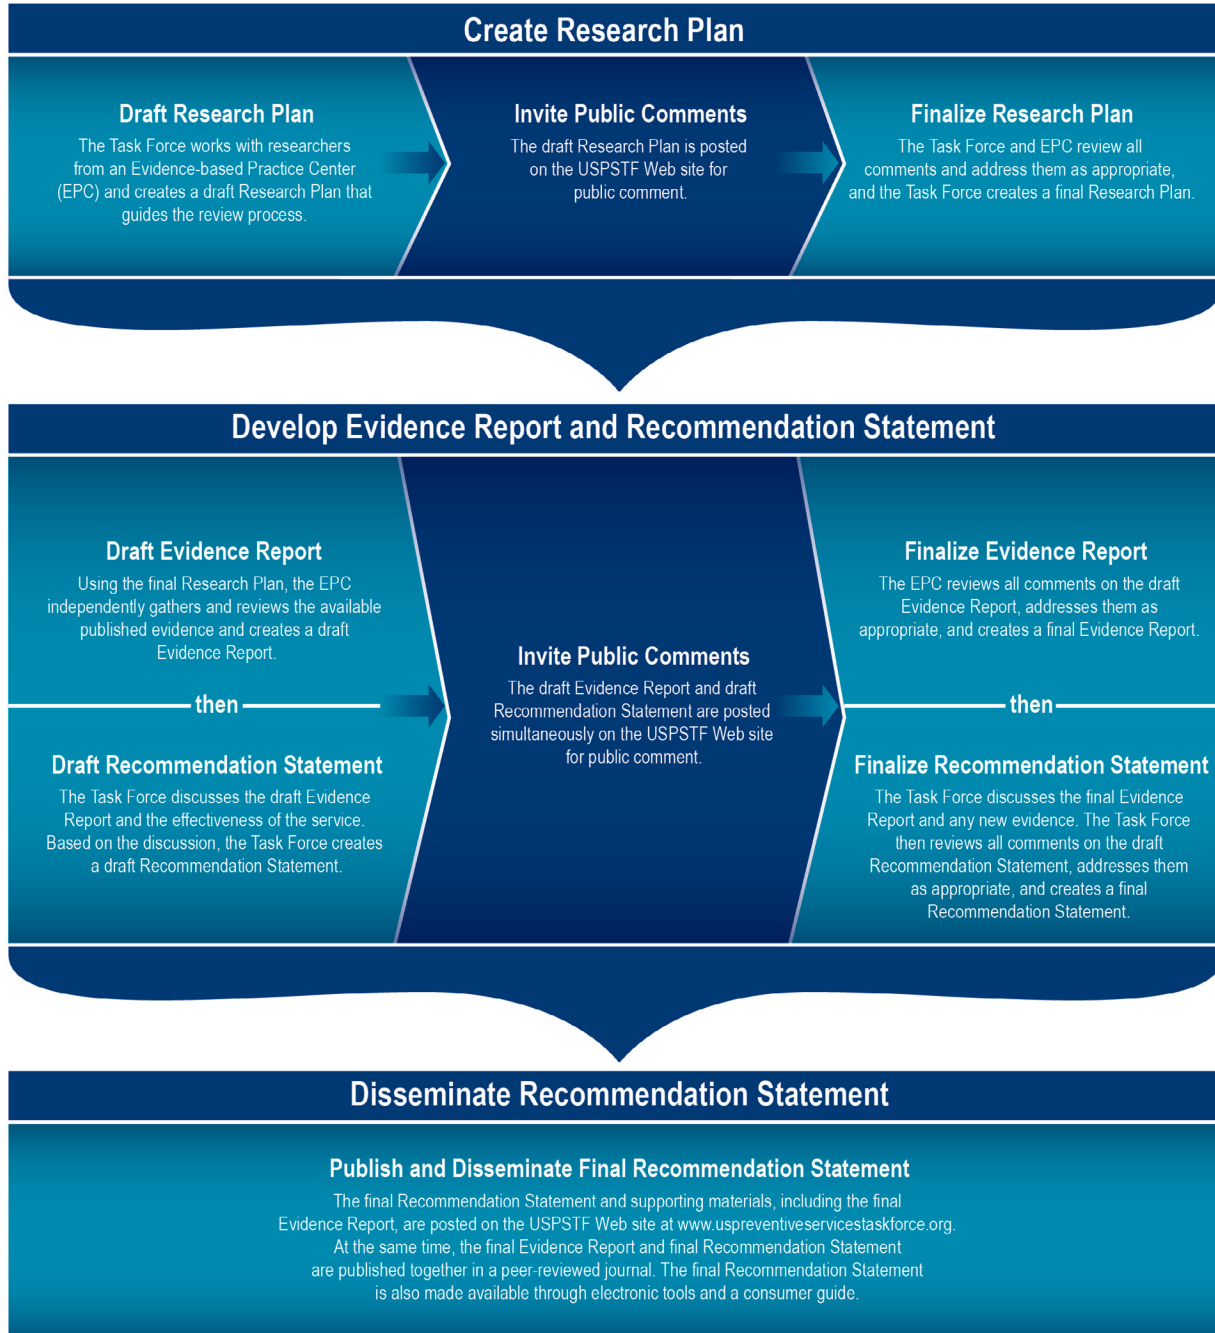 Create Research Plan
Draft Research Plan
The Task Force works with researchers
from an Evidence-based Practice Center
(EPC) and creates a draft Research Plan that
guides the review process.
Invite Public Comments
The draft Research Plan is posted
on the USPSTF Web site for
public comment.
Finalize Research Plan
The Task Force and EPC review all
comments and address them as appropriate,
and the Task Force creates a final Research Plan.
Develop Evidence Report and Recommendation Statement
Draft Evidence Report
Using the final Research Plan, the EPC
independently gathers and reviews the available
published evidence and creates a draft
Evidence Report.
then
Draft Recommendation Statement
The Task Force discusses the draft Evidence
Report and the effectiveness of the service.
Based on the discussion, the Task Force creates
a draft Recommendation Statement.
Invite Public Comments
The draft Evidence Report and draft
Recommendation Statement are posted
simultaneously on the USPSTF Web site
for public comment.
Finalize Evidence Report
The EPC reviews all comments on the draft
Evidence Report, addresses them as
appropriate, and creates a final Evidence Report.
then
Finalize Recommendation Statement
The Task Force discusses the final Evidence
Report and any new evidence. The Task Force
then reviews all comments on the draft
Recommendation Statement, addresses them
as appropriate, and creates a final
Recommendation Statement.
Disseminate Recommendation Statement
Publish and Disseminate Final Recommendation Statement
The final Recommendation Statement and supporting materials, including the final
Evidence Report, are posted on the USPSTF Web site at www.uspreventiveservicestaskforce.org.
At the same time, the final Evidence Report and final Recommendation Statement
are published together in a peer-reviewed journal. The final Recommendation Statement
is also made available through electronic tools and a consumer guide.